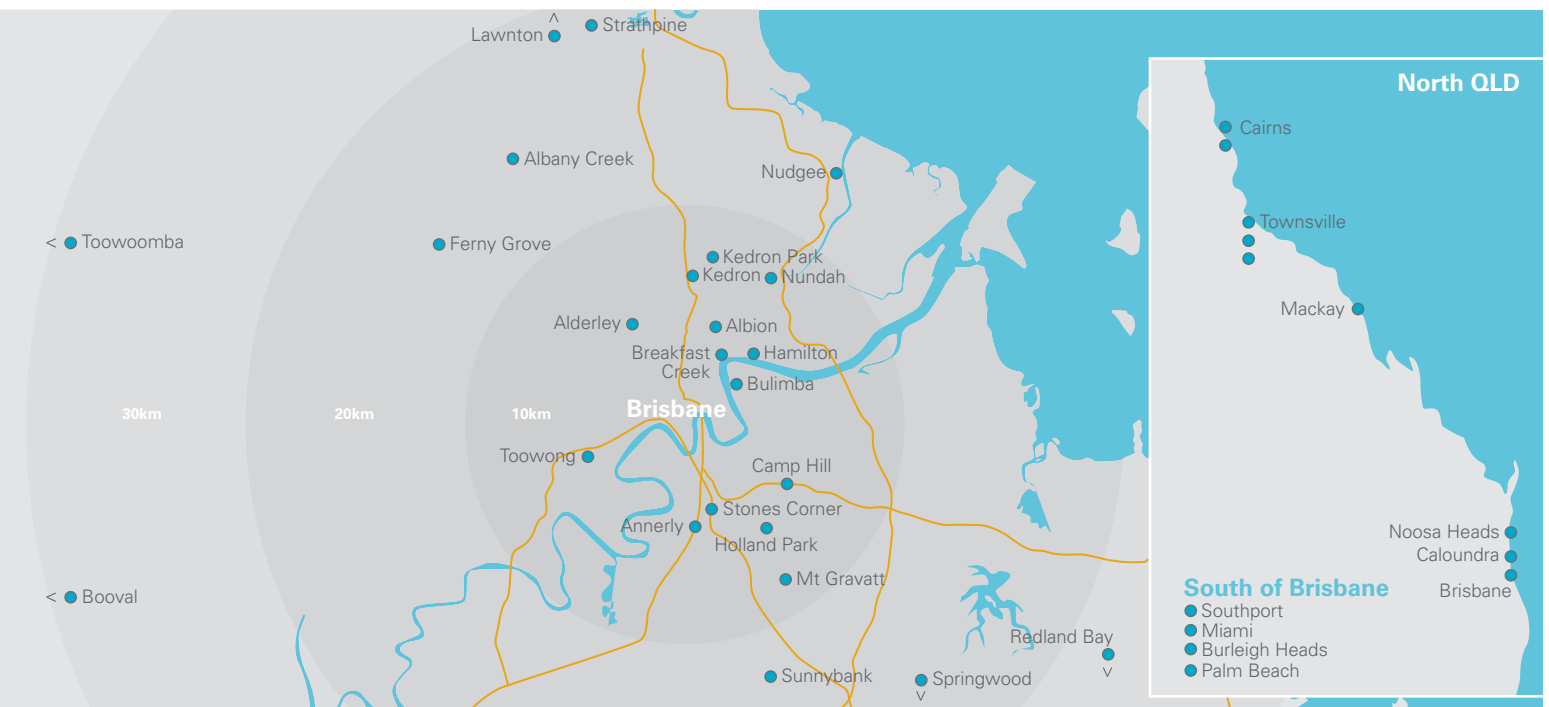 ^
Lawnton
Strathpine
Albany Creek
Nudgee
< Toowoomba
Ferny Grove
Kedron Park
Kedron
Nundah
Alderley
Albion
Breakfast
Creek
Hamilton
Bulimba
30km
20km
10km
Brisbane
Toowong
Camp Hill
Stones Corner
Annerly
Holland Park
Mt Gravatt
< Booval
Redland Bay
v
Sunnybank
Springwood
v
North QLD
Cairns
Townsville
Mackay
Noosa Heads
Caloundra
Brisbane
South of Brisbane
Southport
Miami
Burleigh Heads
Palm Beach